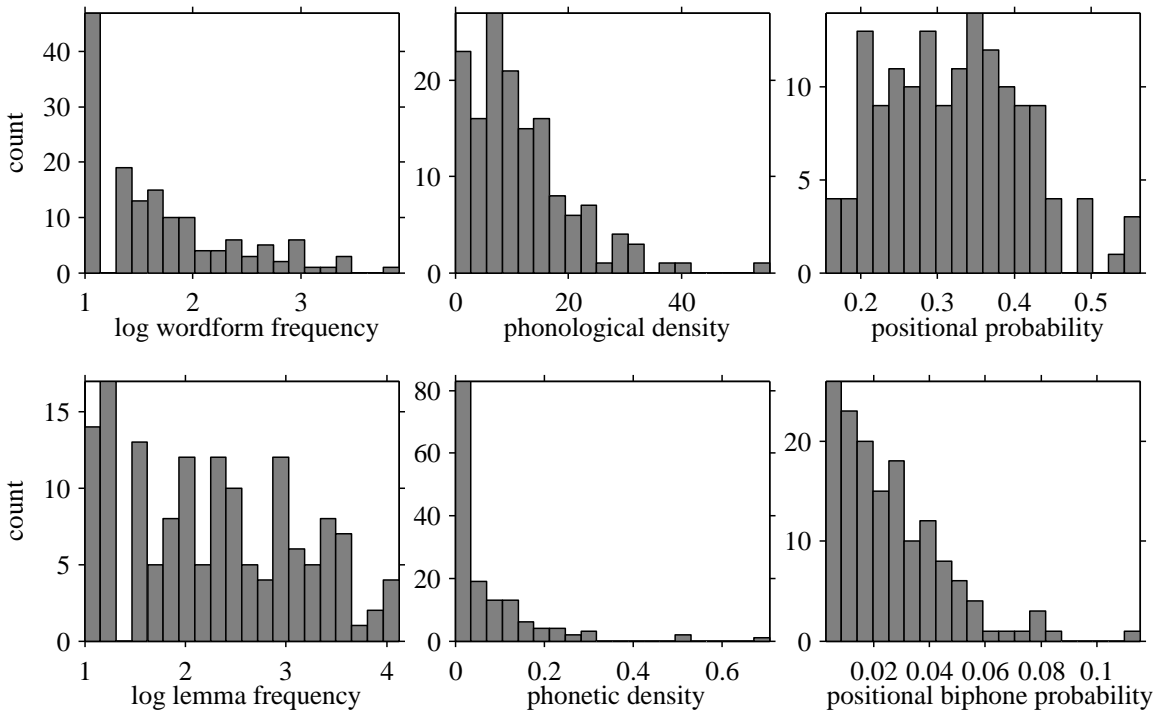 count
40
30
20
10
0
1 2 3
log wordform frequency
20
10
0
0 20 40
phonological density
10
5
0
0.2 0.3 0.4 0.5
positional probability
count
15
10
5
0
1 2 3 4
log lemma frequency
80
60
40
20
0
0 0.2 0.4 0.6
phonetic density
20
10
0
0.02 0.04 0.06 0.08 0.1
positional biphone probability